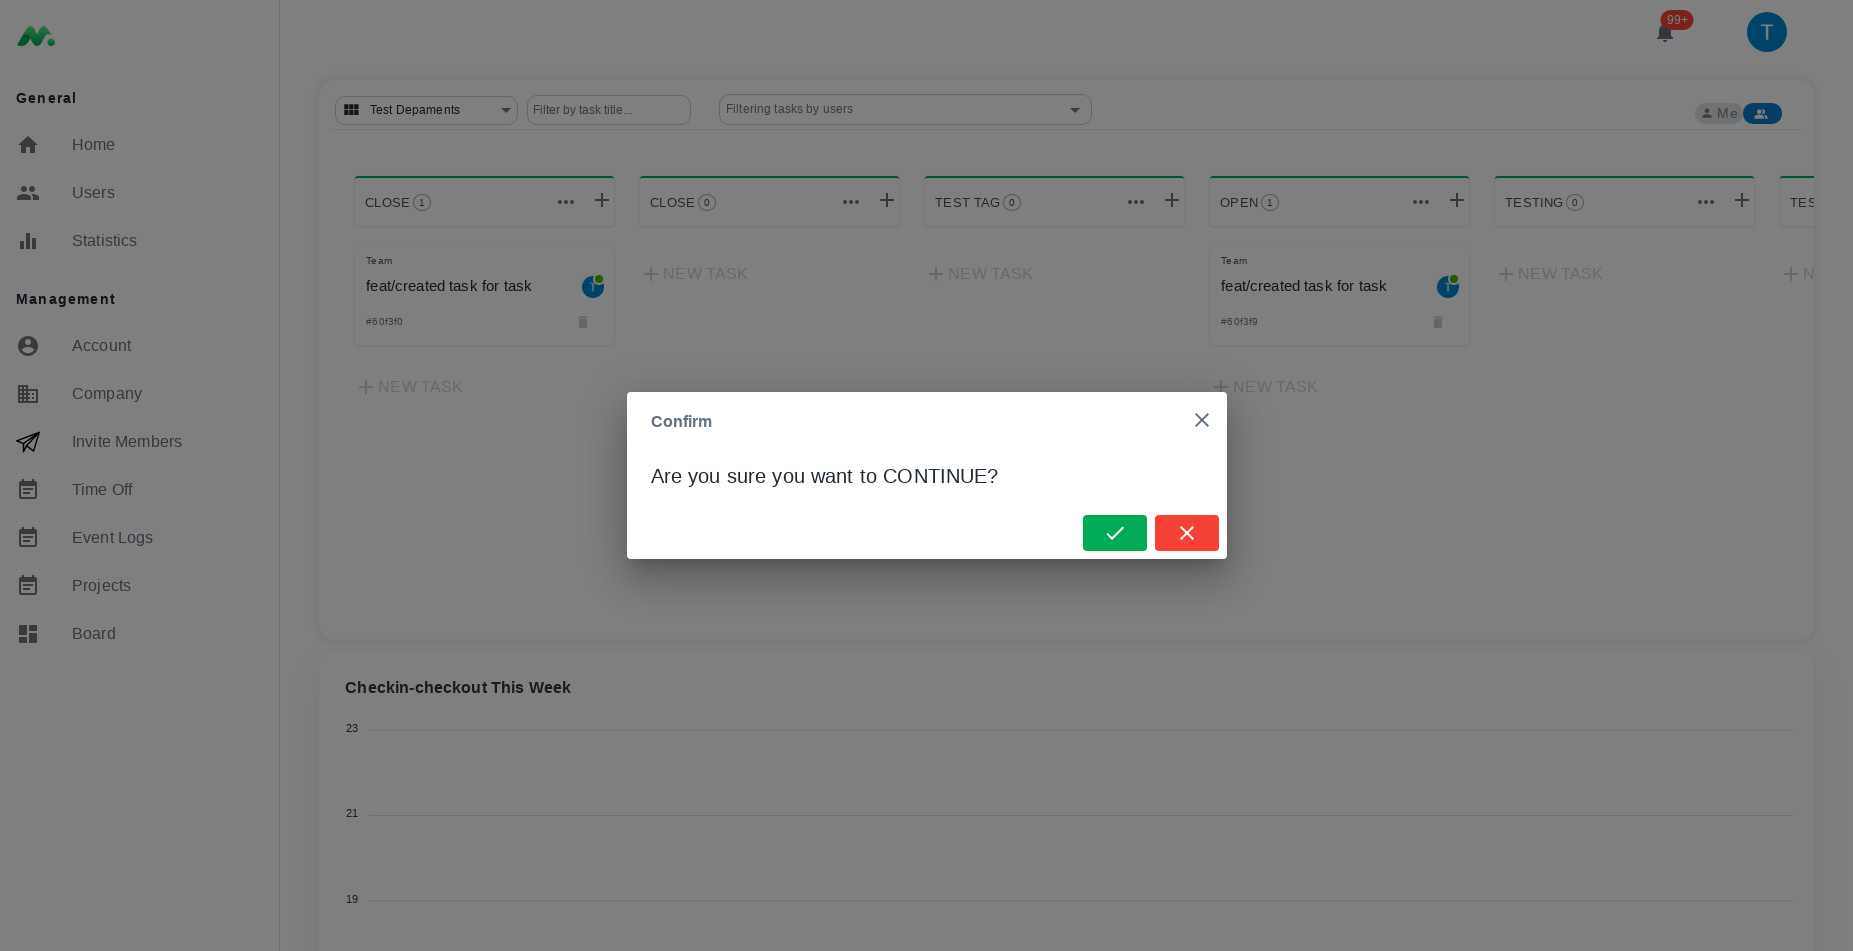 99+
T
General
Home
Users
Statistics
Management
Account
Company
Invite Members
Time Off
Event Logs
Projects
Board
Test Depaments
Filter by task title...
Filtering tasks by users
Me
CLOSE 1
CLOSE 0
TEST TAG 0
OPEN 1
TESTING 0
TES
Team
feat/created task for task
T
#60f3f0
NEW TASK
NEW TASK
NEW TASK
Team
feat/created task for task
T
#60f3f9
NEW TASK
NEW TASK
N
Confirm
Are you sure you want to CONTINUE?
Checkin-checkout This Week
23
21
19